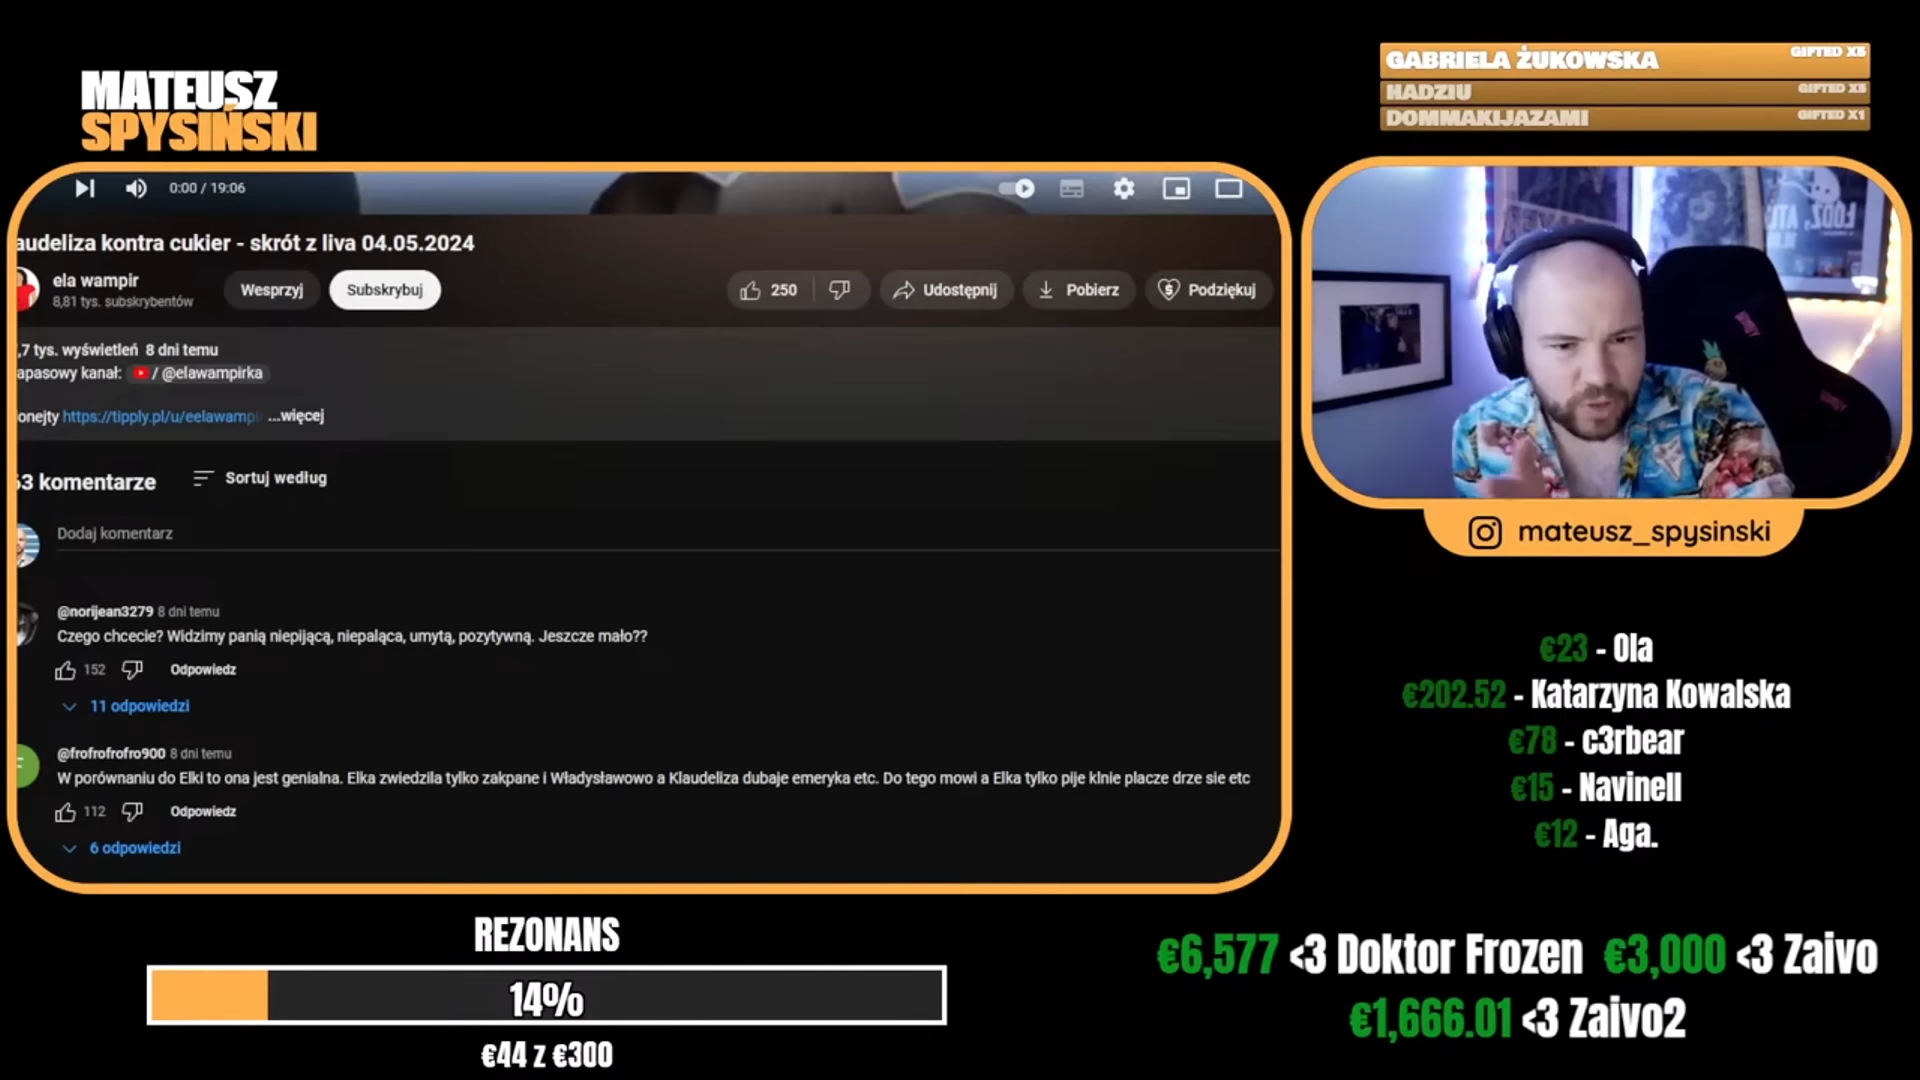 MATEUSZ
SPYSIŃSKI
GABRIELA ŻUKOWSKA GIFTED X5
HADZIU GIFTED X5
DOMMAKIJAZAMI GIFTED X1
0:00 / 19:06
audeliza kontra cukier - skrót z liva 04.05.2024
ela wampir
8,81 tys. subskrybentów
Wesprzyj
Subskrybuj
250
Udostępnij
Pobierz
Podziękuj
,7 tys. wyświetleń 8 dni temu
apasowy kanał: / @elawampirka
onejty https://tipply.pl/u/eelawamp ...więcej
3 komentarze
Sortuj według
Dodaj komentarz
@norijean3279 8 dni temu
Czego chcecie? Widzimy panią niepijącą, niepaląca, umytą, pozytywną. Jeszcze mało??
152 Odpowiedz
11 odpowiedzi
@frofrofrofro900 8 dni temu
W porównaniu do Elki to ona jest genialna. Elka zwiedzila tylko zakpane i Władysławowo a Klaudeliza dubaje emeryka etc. Do tego mowi a Elka tylko pije klnie placze drze sie etc
112 Odpowiedz
6 odpowiedzi
mateusz_spysinski
€23 - Ola
€202.52 - Katarzyna Kowalska
€78 - c3rbear
€15 - Navinell
€12 - Aga.
REZONANS
14%
€44 z €300
€6,577 <3 Doktor Frozen €3,000 <3 Zaivo
€1,666.01 <3 Zaivo2